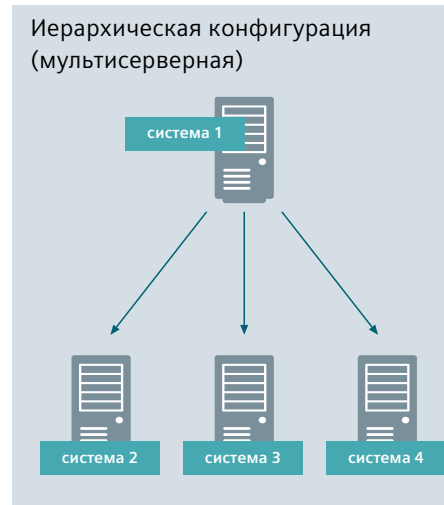 Иерархическая конфигурация
(мультисерверная)
система 1
система 2
система 3
система 4